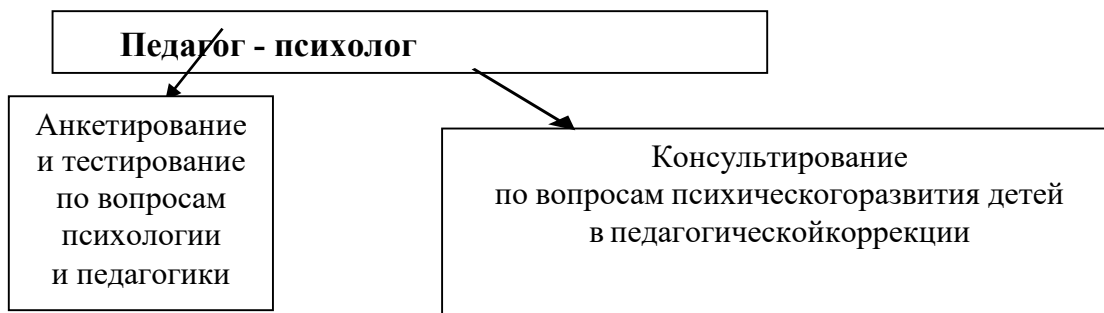 Педагог - психолог
Анкетирование
и тестирование
по вопросам
психологии
и педагогики
Консультирование
по вопросам психическогоразвития детей
в педагогическойкоррекции